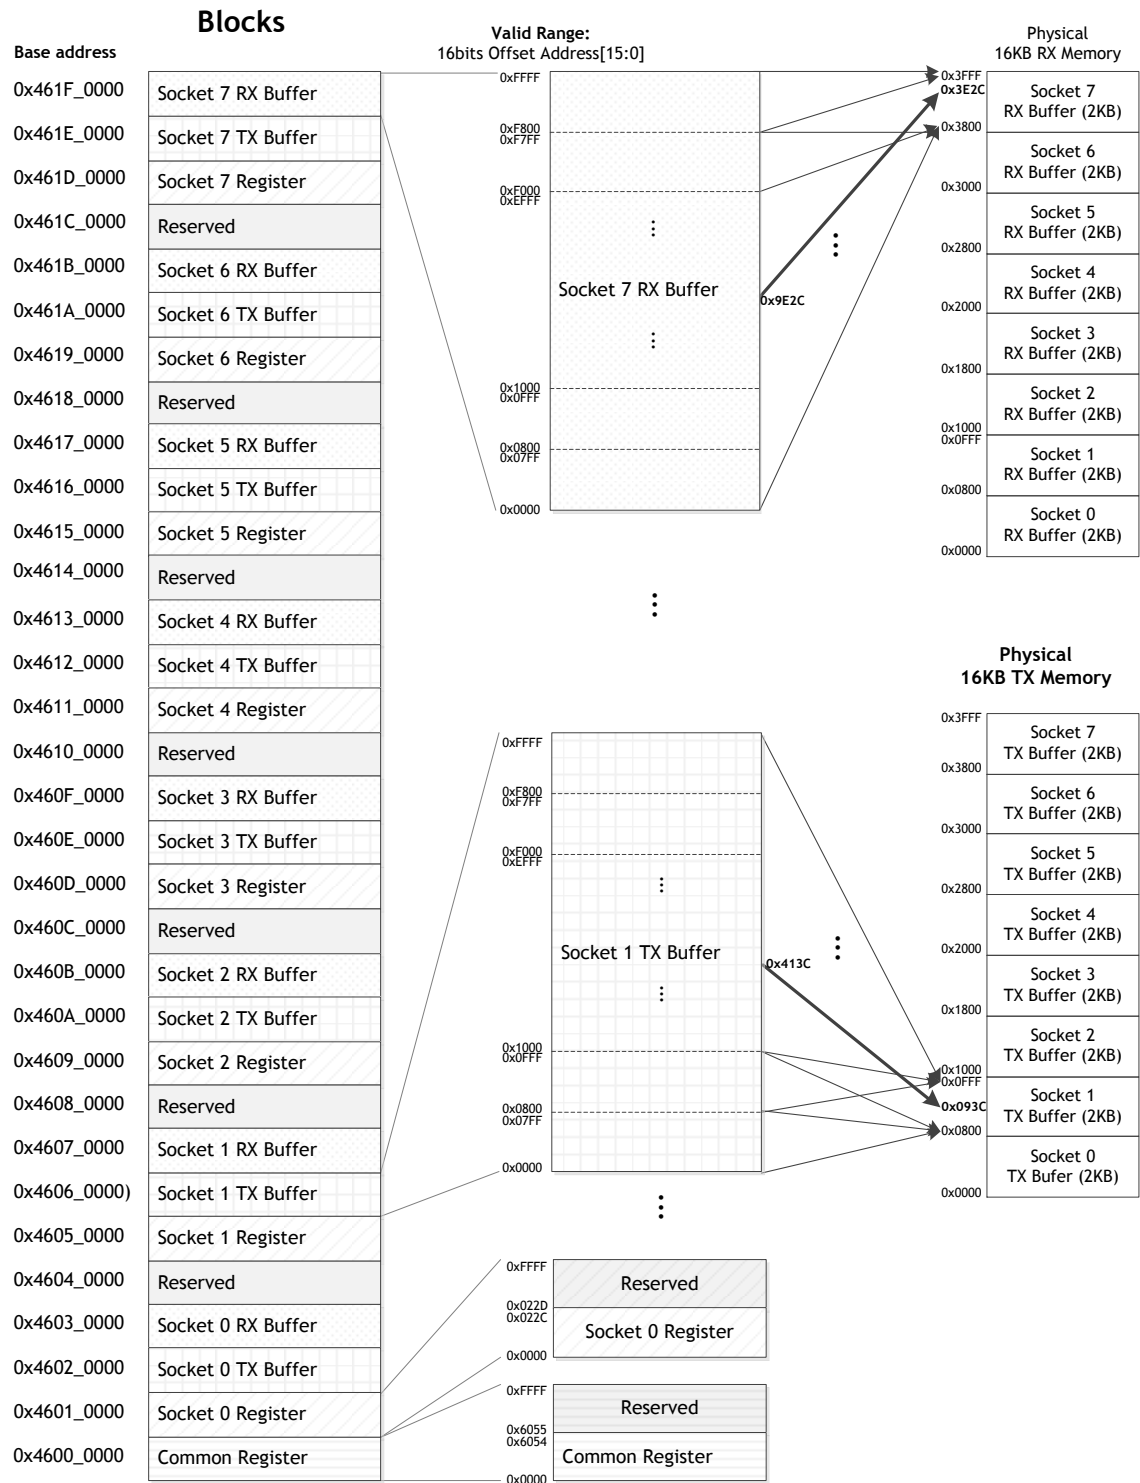 Blocks
Base address
0x461F_0000 Socket 7 RX Buffer
0x461E_0000 Socket 7 TX Buffer
0x461D_0000 Socket 7 Register
0x461C_0000 Reserved
0x461B_0000 Socket 6 RX Buffer
0x461A_0000 Socket 6 TX Buffer
0x4619_0000 Socket 6 Register
0x4618_0000 Reserved
0x4617_0000 Socket 5 RX Buffer
0x4616_0000 Socket 5 TX Buffer
0x4615_0000 Socket 5 Register
0x4614_0000 Reserved
0x4613_0000 Socket 4 RX Buffer
0x4612_0000 Socket 4 TX Buffer
0x4611_0000 Socket 4 Register
0x4610_0000 Reserved
0x460F_0000 Socket 3 RX Buffer
0x460E_0000 Socket 3 TX Buffer
0x460D_0000 Socket 3 Register
0x460C_0000 Reserved
0x460B_0000 Socket 2 RX Buffer
0x460A_0000 Socket 2 TX Buffer
0x4609_0000 Socket 2 Register
0x4608_0000 Reserved
0x4607_0000 Socket 1 RX Buffer
0x4606_0000) Socket 1 TX Buffer
0x4605_0000 Socket 1 Register
0x4604_0000 Reserved
0x4603_0000 Socket 0 RX Buffer
0x4602_0000 Socket 0 TX Buffer
0x4601_0000 Socket 0 Register
0x4600_0000 Common Register
Valid Range:
16bits Offset Address[15:0]
0xFFFF
0xF800
0xF7FF
0xF000
0xEFFF
⋮
Socket 7 RX Buffer
0x9E2C
⋮
0x1000
0x0FFF
0x0800
0x07FF
0x0000
⋮
Physical
16KB RX Memory
0x3FFF
0x3E2C
Socket 7
RX Buffer (2KB)
0x3800
Socket 6
RX Buffer (2KB)
0x3000
Socket 5
RX Buffer (2KB)
0x2800
Socket 4
RX Buffer (2KB)
0x2000
Socket 3
RX Buffer (2KB)
0x1800
Socket 2
RX Buffer (2KB)
0x1000
0x0FFF
Socket 1
RX Buffer (2KB)
0x0800
Socket 0
RX Buffer (2KB)
0x0000
⋮
0xFFFF
0xF800
0xF7FF
0xF000
0xEFFF
⋮
Socket 1 TX Buffer
0x413C
⋮
0x1000
0x0FFF
0x0800
0x07FF
0x0000
⋮
Physical
16KB TX Memory
0x3FFF
Socket 7
TX Buffer (2KB)
0x3800
Socket 6
TX Buffer (2KB)
0x3000
Socket 5
TX Buffer (2KB)
0x2800
Socket 4
TX Buffer (2KB)
0x2000
Socket 3
TX Buffer (2KB)
0x1800
Socket 2
TX Buffer (2KB)
0x1000
0x0FFF
0x093C
Socket 1
TX Buffer (2KB)
0x0800
Socket 0
TX Bufer (2KB)
0x0000
⋮
0xFFFF
Reserved
0x022D
0x022C
Socket 0 Register
0x0000
0xFFFF
Reserved
0x6055
0x6054
Common Register
0x0000